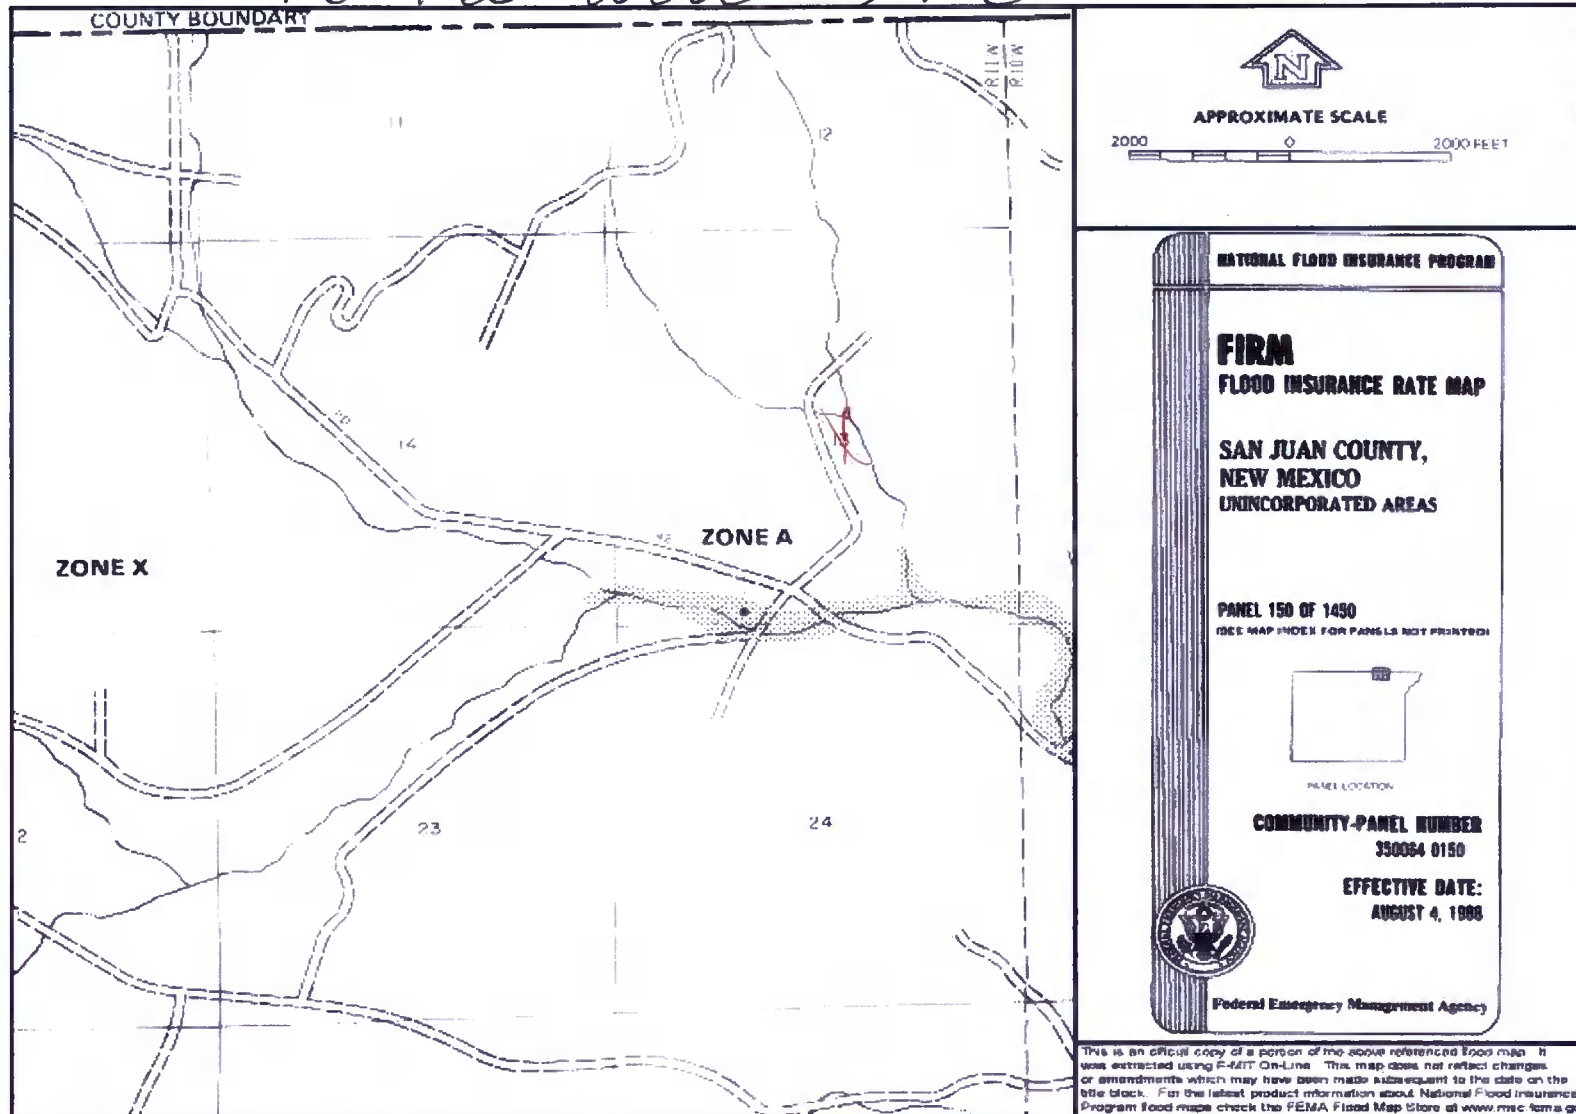 COUNTY BOUNDARY
R11W
R10W
11
12
14
13
ZONE A
ZONE X
2
23
24
N
APPROXIMATE SCALE
2000 0 2000 FEET
NATIONAL FLOOD INSURANCE PROGRAM
FIRM
FLOOD INSURANCE RATE MAP
SAN JUAN COUNTY,
NEW MEXICO
UNINCORPORATED AREAS
PANEL 150 OF 1450
(SEE MAP INDEX FOR PANELS NOT PRINTED)
PANEL LOCATION
COMMUNITY-PANEL NUMBER
350064 0150
EFFECTIVE DATE:
AUGUST 4, 1988
Federal Emergency Management Agency
This is an official copy of a portion of the above referenced flood map. It
was extracted using F-MIT On-Line. This map does not reflect changes
or amendments which may have been made subsequent to the date on the
title block. For the latest product information about National Flood Insurance
Program flood maps check the FEMA Flood Map Store at www.msc.fema.g